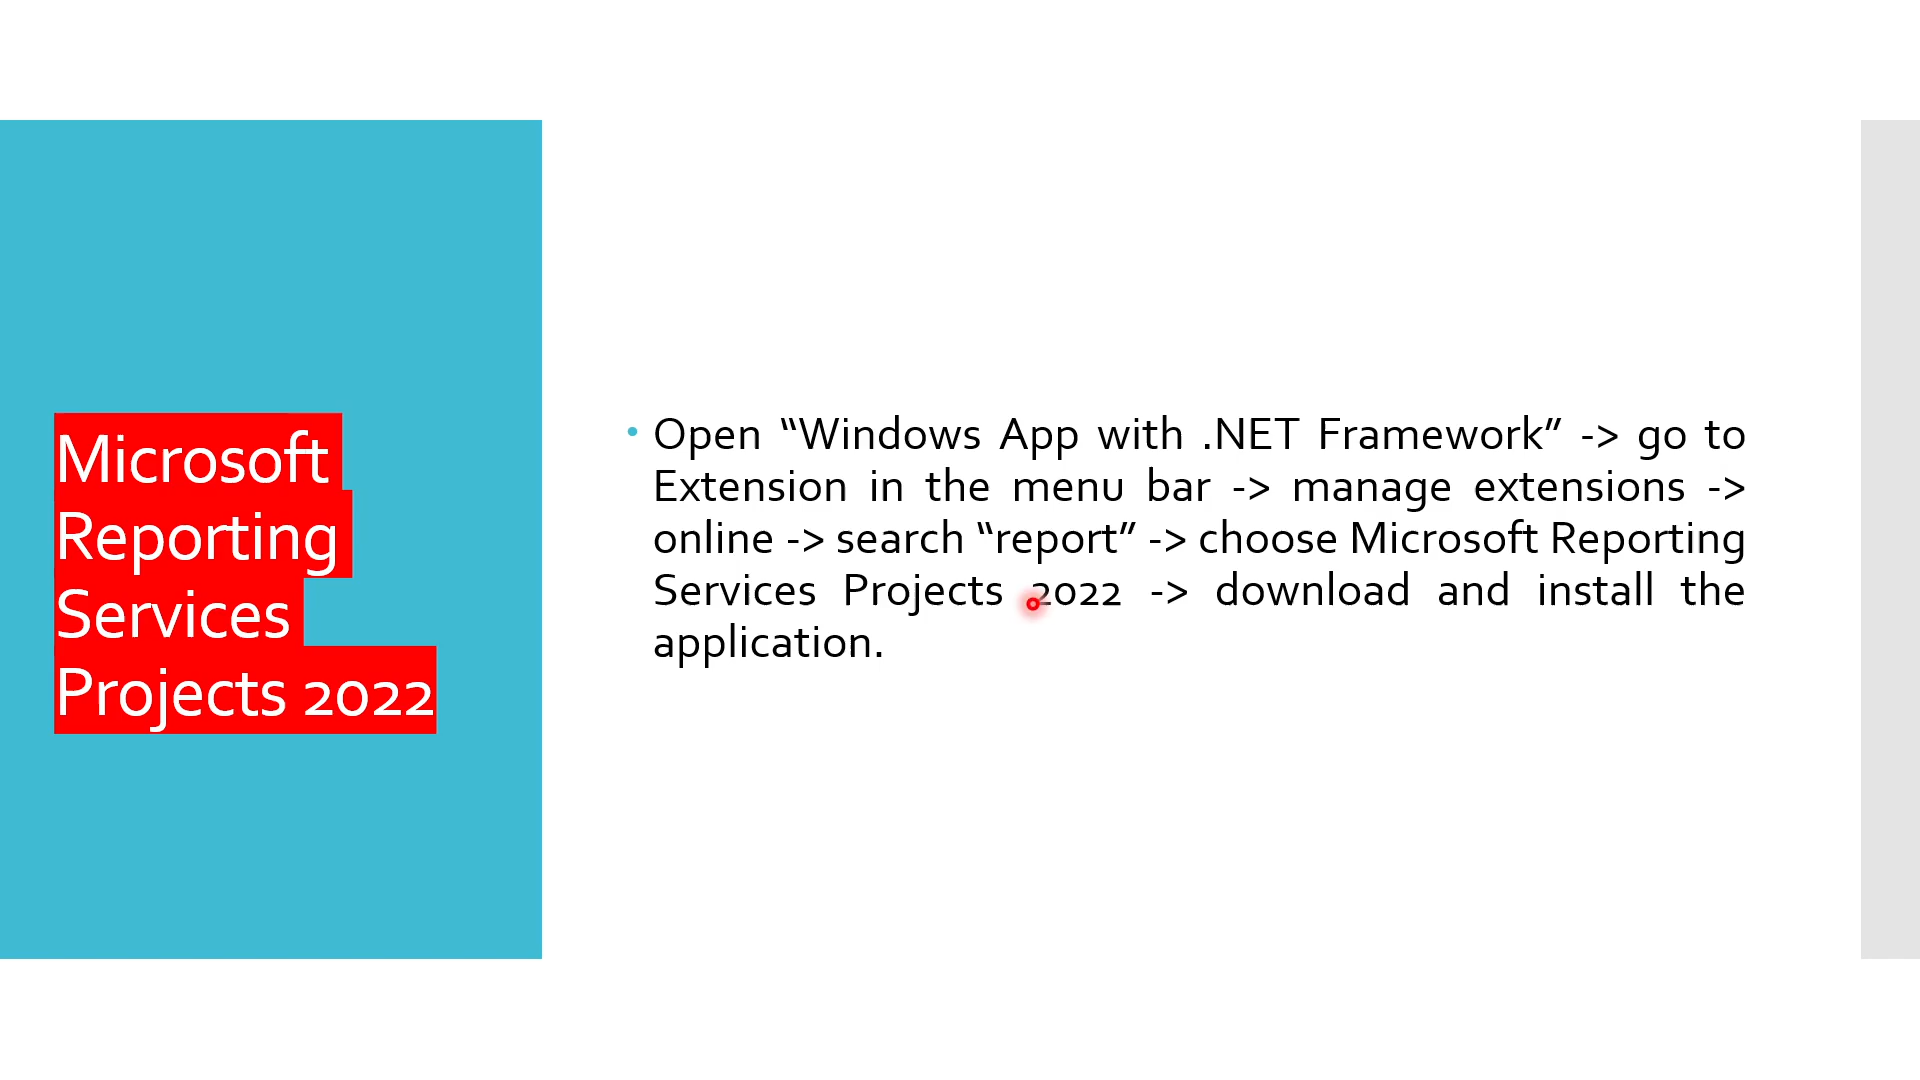 Microsoft
Reporting
Services
Projects 2022
• Open “Windows App with .NET Framework” -> go to
Extension in the menu bar -> manage extensions ->
online -> search “report” -> choose Microsoft Reporting
Services Projects 2022 -> download and install the
application.